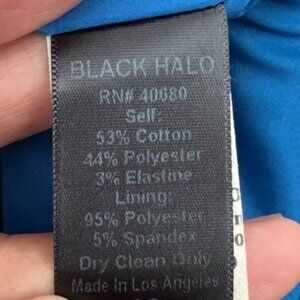 BLACK HALO
RN# 40680
Self:
53% Cotton
44% Polyester
3% Elastine
Lining:
95% Polyester
5% Spandex
Dry Clean Only
Made In Los Angeles